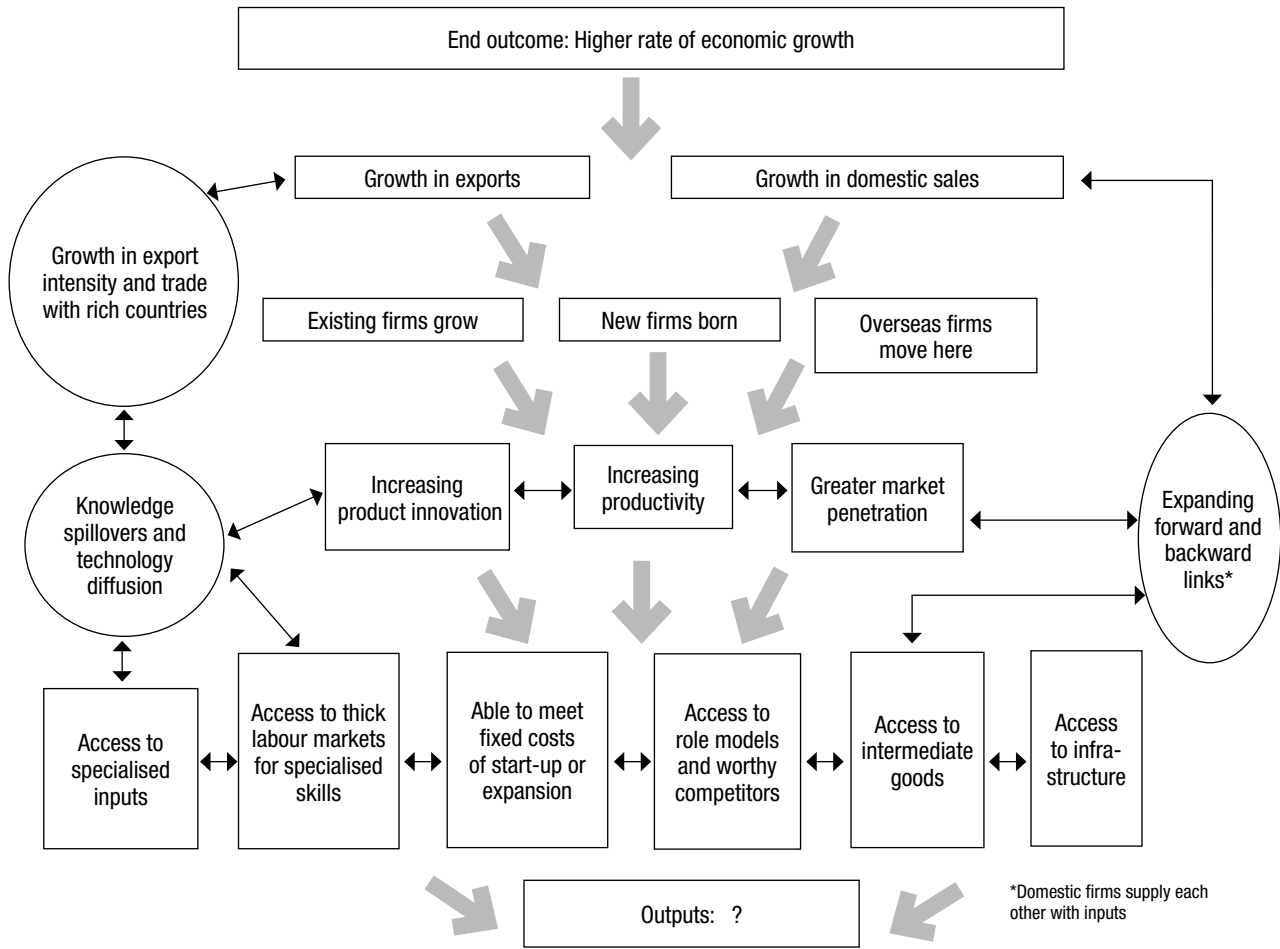 End outcome: Higher rate of economic growth
Growth in exports
Growth in domestic sales
Growth in export
intensity and trade
with rich countries
Existing firms grow
New firms born
Overseas firms
move here
Increasing
product innovation
Increasing
productivity
Greater market
penetration
Knowledge
spillovers and
technology
diffusion
Expanding
forward and
backward
links*
Access to
specialised
inputs
Access to thick
labour markets
for specialised
skills
Able to meet
fixed costs
of start-up or
expansion
Access to
role models
and worthy
competitors
Access to
intermediate
goods
Access
to infra-
structure
Outputs: ?
*Domestic firms supply each
other with inputs